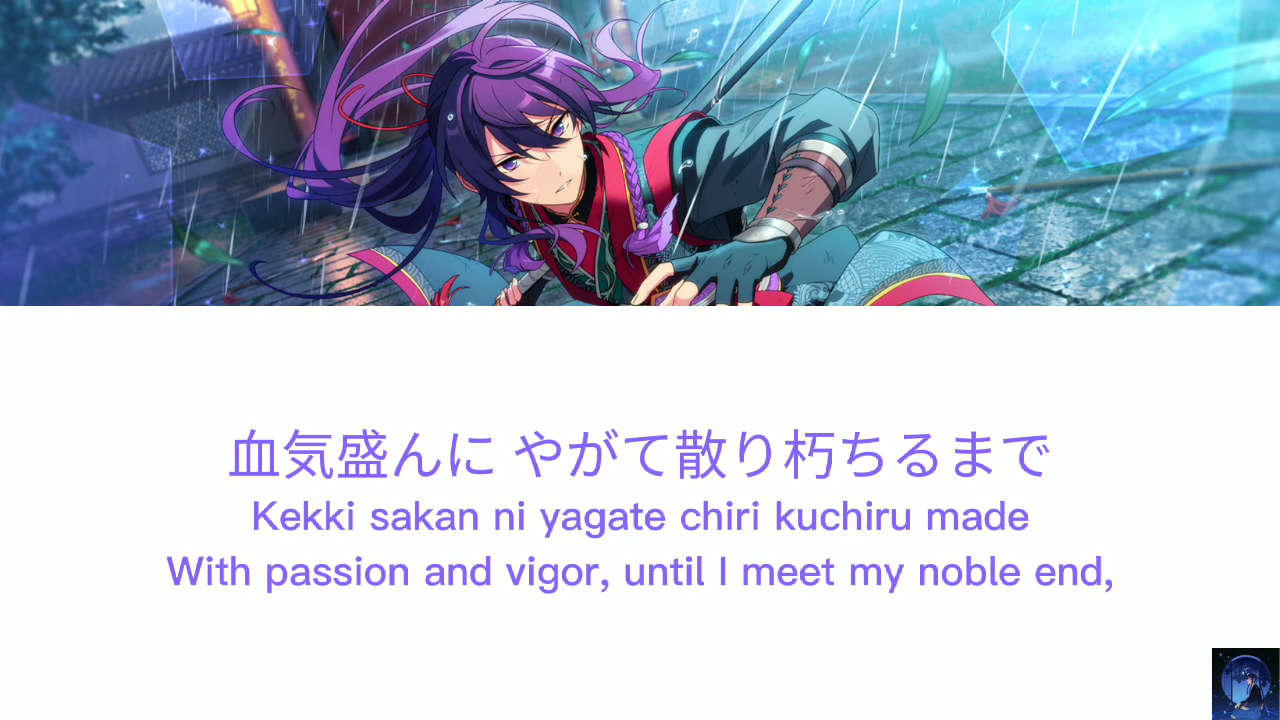 血気盛んに やがて散り朽ちるまで
Kekki sakan ni yagate chiri kuchiru made
With passion and vigor, until I meet my noble end,